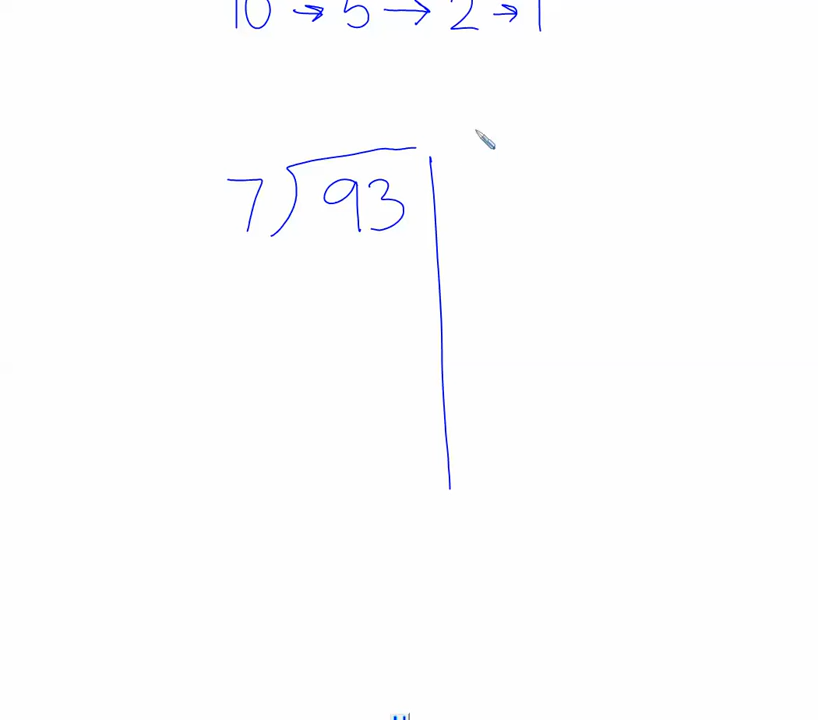 10 → 5 → 2 → 1
7)93